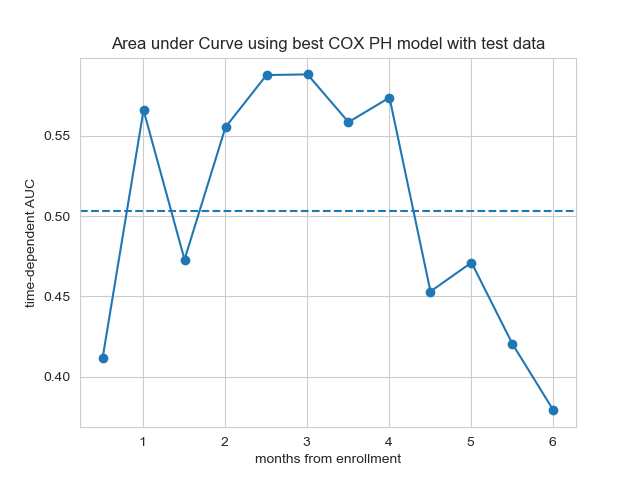 Area under Curve using best COX PH model with test data
time-dependent AUC
0.55
0.50
0.45
0.40
1 2 3 4 5 6
months from enrollment